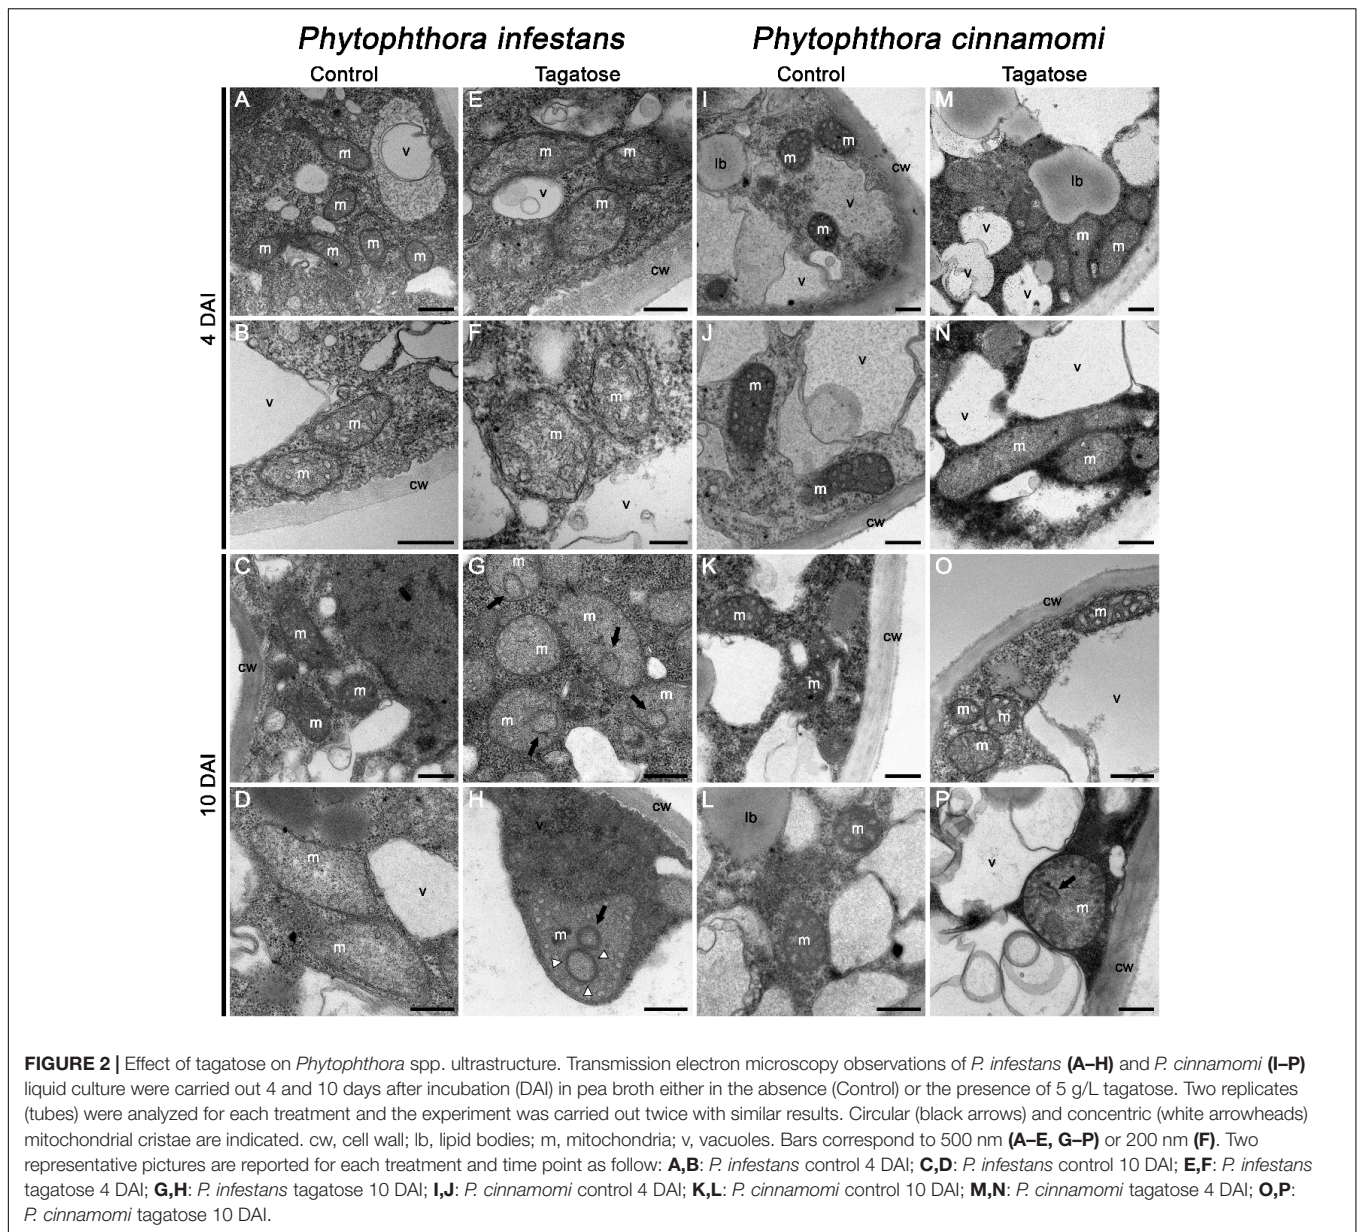 Phytophthora infestans Phytophthora cinnamomi
Control Tagatose Control Tagatose
4 DAI
A m v m m m m m
E m m v m cw
I lb m m cw v m v
M lb v m m v v
B v m m cw
F m m v
J v m m cw
N v v m m
10 DAI
C m cw m m
G m m m m m
K m cw m
O cw m v m m m
D m v m
H cw v m
L lb m m
P v m cw
FIGURE 2 | Effect of tagatose on Phytophthora spp. ultrastructure. Transmission electron microscopy observations of P. infestans (A–H) and P. cinnamomi (I–P)
liquid culture were carried out 4 and 10 days after incubation (DAI) in pea broth either in the absence (Control) or the presence of 5 g/L tagatose. Two replicates
(tubes) were analyzed for each treatment and the experiment was carried out twice with similar results. Circular (black arrows) and concentric (white arrowheads)
mitochondrial cristae are indicated. cw, cell wall; lb, lipid bodies; m, mitochondria; v, vacuoles. Bars correspond to 500 nm (A–E, G–P) or 200 nm (F). Two
representative pictures are reported for each treatment and time point as follow: A,B: P. infestans control 4 DAI; C,D: P. infestans control 10 DAI; E,F: P. infestans
tagatose 4 DAI; G,H: P. infestans tagatose 10 DAI; I,J: P. cinnamomi control 4 DAI; K,L: P. cinnamomi control 10 DAI; M,N: P. cinnamomi tagatose 4 DAI; O,P:
P. cinnamomi tagatose 10 DAI.